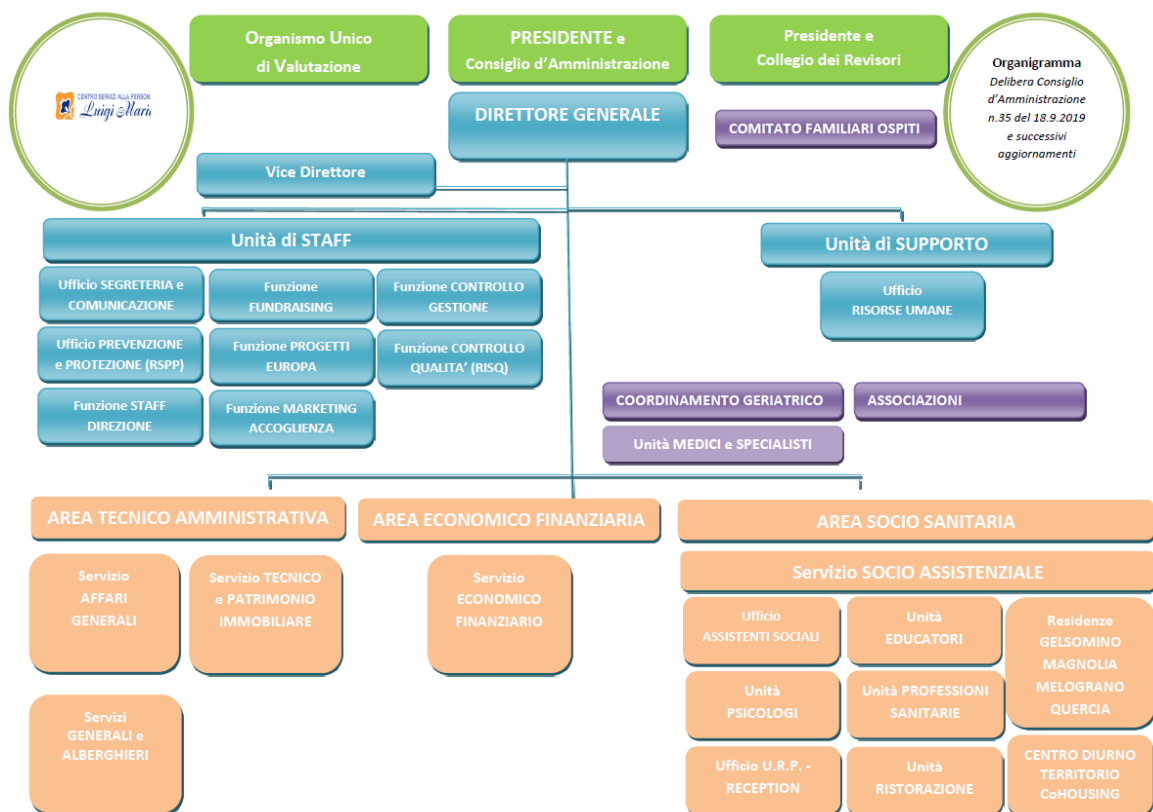 Organismo Unico
di Valutazione
PRESIDENTE e
Consiglio d'Amministrazione
Presidente e
Collegio dei Revisori
CENTRO SERVIZI ALLA PERSON
Luigi Marin
Organigramma
Delibera Consiglio
d'Amministrazione
n.35 del 18.9.2019
e successivi
aggiornamenti
DIRETTORE GENERALE
COMITATO FAMILIARI OSPITI
Vice Direttore
Unità di STAFF
Unità di SUPPORTO
Ufficio SEGRETERIA e
COMUNICAZIONE
Funzione
FUNDRAISING
Funzione CONTROLLO
GESTIONE
Ufficio
RISORSE UMANE
Ufficio PREVENZIONE
e PROTEZIONE (RSPP)
Funzione PROGETTI
EUROPA
Funzione CONTROLLO
QUALITA' (RISQ)
Funzione STAFF
DIREZIONE
Funzione MARKETING
ACCOGLIENZA
COORDINAMENTO GERIATRICO
ASSOCIAZIONI
Unità MEDICI e SPECIALISTI
AREA TECNICO AMMINISTRATIVA
AREA ECONOMICO FINANZIARIA
AREA SOCIO SANITARIA
Servizio
AFFARI
GENERALI
Servizio TECNICO
e PATRIMONIO
IMMOBILIARE
Servizio
ECONOMICO
FINANZIARIO
Servizio SOCIO ASSISTENZIALE
Ufficio
ASSISTENTI SOCIALI
Unità
EDUCATORI
Residenze
GELSOMINO
MAGNOLIA
MELOGRANO
QUERCIA
Unità
PSICOLOGI
Unità PROFESSIONI
SANITARIE
Servizi
GENERALI e
ALBERGHIERI
Ufficio U.R.P. -
RECEPTION
Unità
RISTORAZIONE
CENTRO DIURNO
TERRITORIO
CoHOUSING